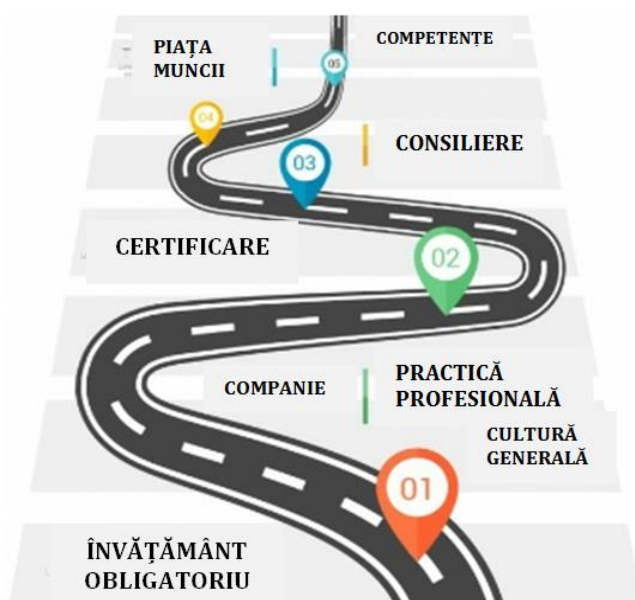 COMPETENȚE
PIAȚA
MUNCII
05
04
CONSILIERE
03
CERTIFICARE
02
PRACTICĂ
PROFESIONALĂ
COMPANIE
CULTURĂ
GENERALĂ
01
ÎNVĂȚĂMÂNT
OBLIGATORIU